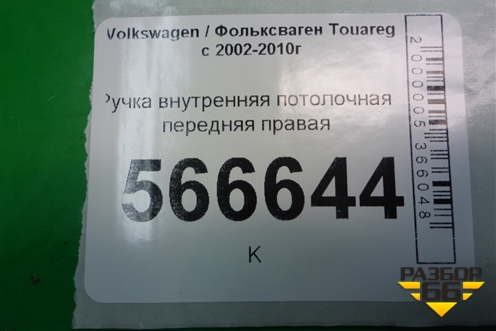 Volkswagen / Фольксваген Touareg
с 2002-2010г
Ручка внутренняя потолочная
передняя правая
566644
К
2000005366048
РАЗБОР
66